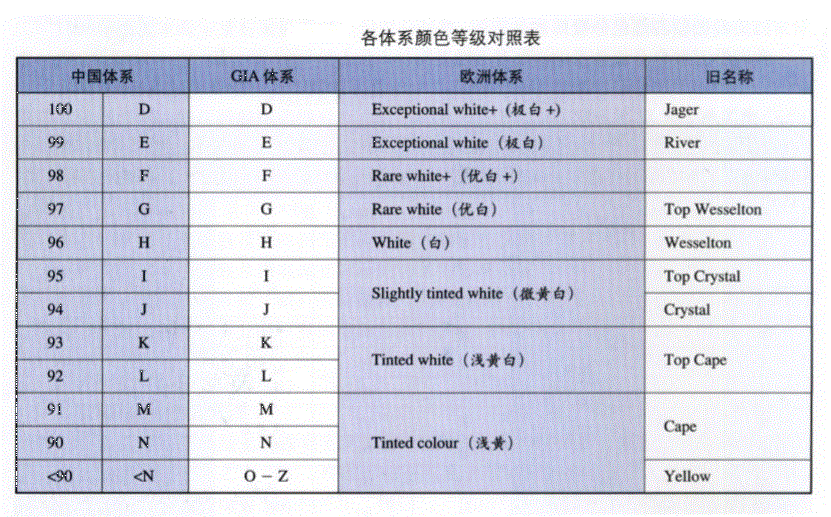 各体系颜色等级对照表
中国体系 GIA 体系 欧洲体系 旧名称
100 D D Exceptional white+（极白+） Jager
99 E E Exceptional white（极白） River
98 F F Rare white+（优白+）
97 G G Rare white（优白） Top Wesselton
96 H H White（白） Wesselton
95 I I Top Crystal
Slightly tinted white（微黄白）
94 J J Crystal
93 K K
Tinted white（浅黄白） Top Cape
92 L L
91 M M
Cape
90 N N Tinted colour（浅黄）
<90 <N O – Z Yellow